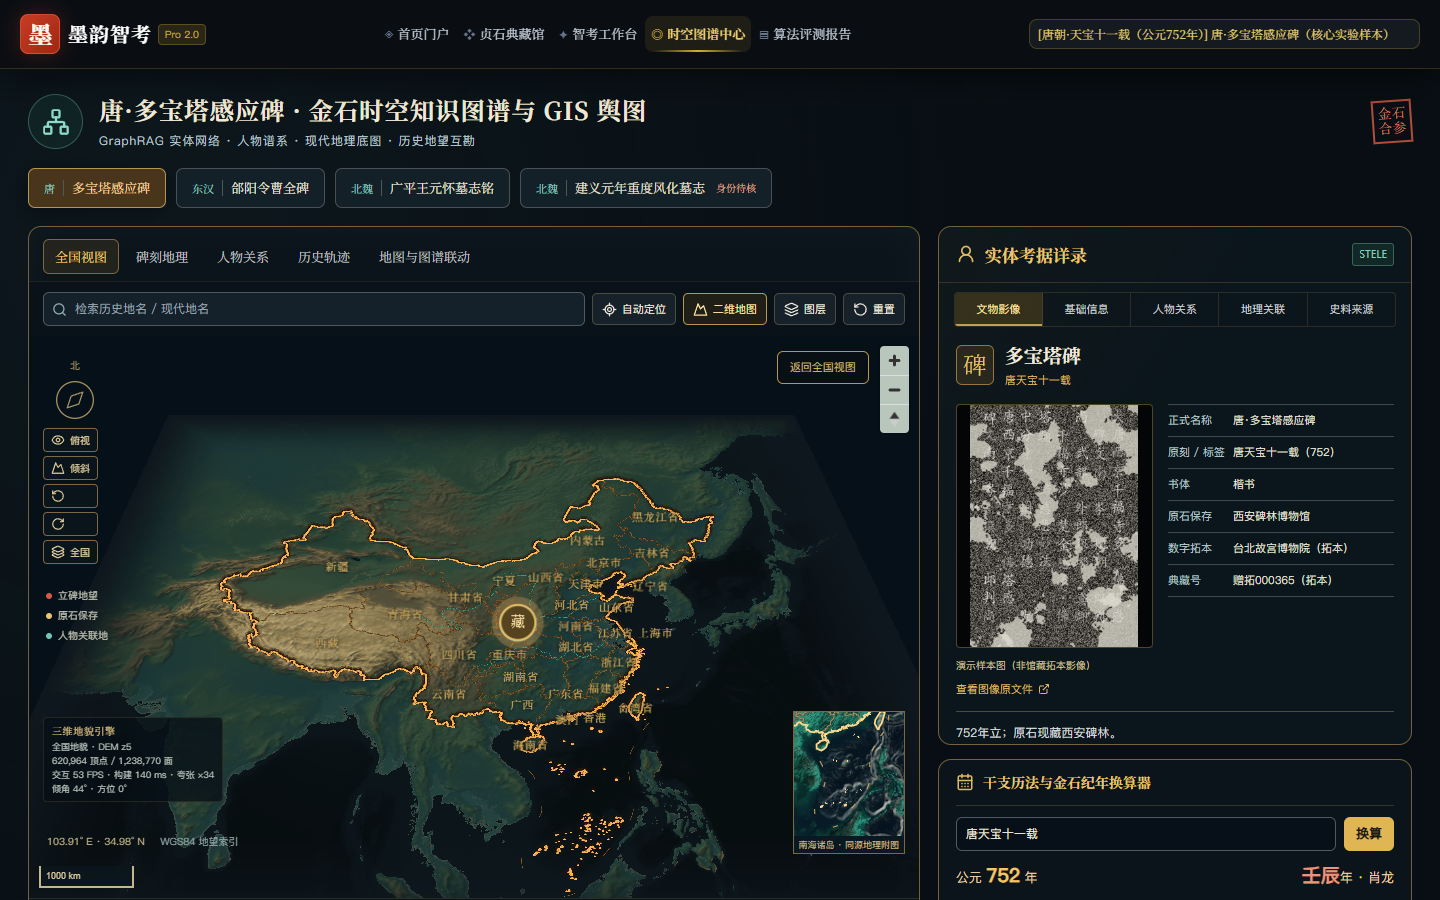 墨 墨韵智考 Pro 2.0
首页门户 贞石典藏馆 智考工作台 时空图谱中心 算法评测报告
[唐朝·天宝十一载（公元752年）] 唐·多宝塔感应碑（核心实验样本）
唐·多宝塔感应碑 · 金石时空知识图谱与 GIS 舆图
GraphRAG 实体网络 · 人物谱系 · 现代地理底图 · 历史地望互勘
金石
合参
唐 多宝塔感应碑
东汉 郃阳令曹全碑
北魏 广平王元怀墓志铭
北魏 建义元年重度风化墓志 身份待核
全国视图 碑刻地理 人物关系 历史轨迹 地图与图谱联动
检索历史地名 / 现代地名
自动定位 二维地图 图层 重置
返回全国视图
北
俯视
倾斜
全国
立碑地望
原石保存
人物关联地
黑龙江省
内蒙古
吉林省
北京市
新疆
宁夏 山西省 天津市 辽宁省
甘肃省
青海省
河北省 山东省
藏
河南省 江苏省 上海市
西藏
四川省 重庆市 湖北省
浙江省
湖南省
云南省
广西 广东省 福建省
台湾省
澳门 香港
海南省
三维地貌引擎
全国地貌 · DEM z5
620,964 顶点 / 1,238,770 面
交互 53 FPS · 构建 140 ms · 夸张 ×34
倾角 44° · 方位 0°
103.91° E · 34.98° N WGS84 地望索引
1000 km
南海诸岛 · 同源地理附图
实体考据详录
STELE
文物影像 基础信息 人物关系 地理关联 史料来源
碑 多宝塔碑
唐天宝十一载
正式名称 唐·多宝塔感应碑
原刻 / 标签 唐天宝十一载（752）
书体 楷书
原石保存 西安碑林博物馆
数字拓本 台北故宫博物院（拓本）
典藏号 赠拓000365（拓本）
演示样本图（非馆藏拓本影像）
查看图像原文件
752年立；原石现藏西安碑林。
干支历法与金石纪年换算器
唐天宝十一载 换算
公元 752 年
壬辰年 · 肖龙